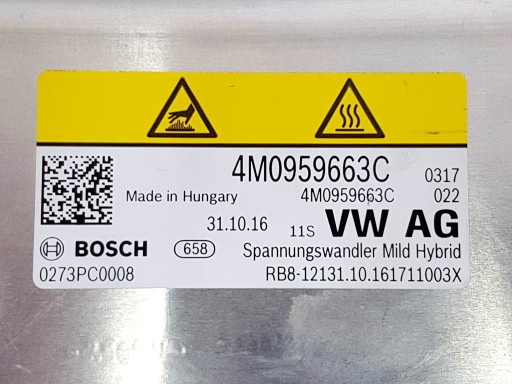 4M0959663C 0317
Made in Hungary 4M0959663C 022
31.10.16 11S VW AG
BOSCH 658 Spannungswandler Mild Hybrid
0273PC0008 RB8-12131.10.161711003X